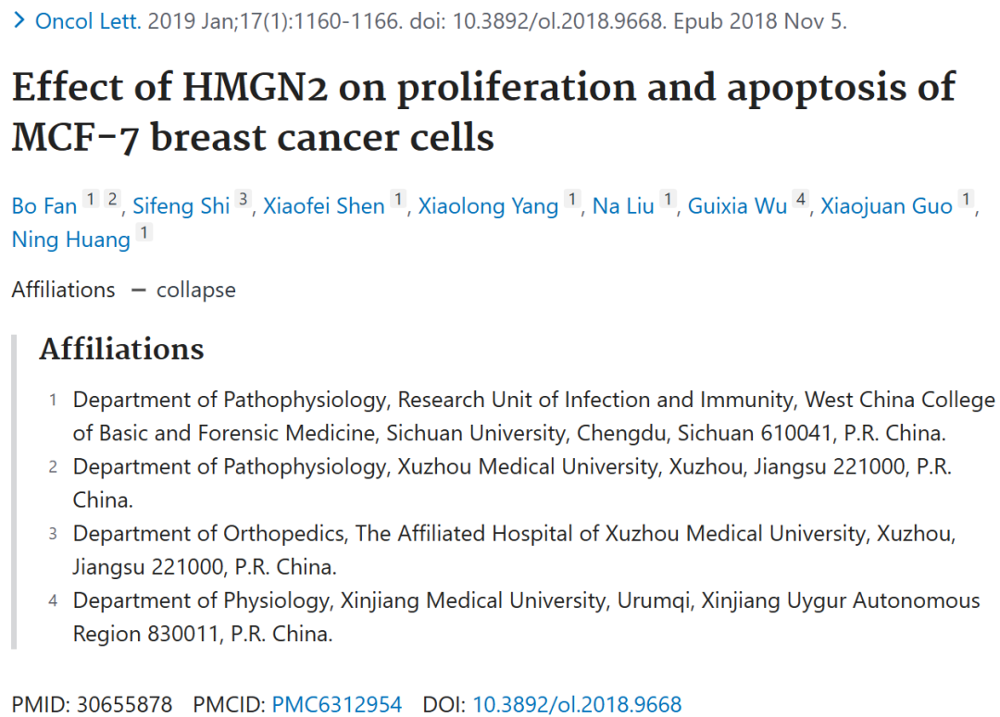 > Oncol Lett. 2019 Jan;17(1):1160-1166. doi: 10.3892/ol.2018.9668. Epub 2018 Nov 5.
Effect of HMGN2 on proliferation and apoptosis of
MCF-7 breast cancer cells
Bo Fan 1 2, Sifeng Shi 3, Xiaofei Shen 1, Xiaolong Yang 1, Na Liu 1, Guixia Wu 4, Xiaojuan Guo 1,
Ning Huang 1
Affiliations — collapse
Affiliations
1 Department of Pathophysiology, Research Unit of Infection and Immunity, West China College
of Basic and Forensic Medicine, Sichuan University, Chengdu, Sichuan 610041, P.R. China.
2 Department of Pathophysiology, Xuzhou Medical University, Xuzhou, Jiangsu 221000, P.R.
China.
3 Department of Orthopedics, The Affiliated Hospital of Xuzhou Medical University, Xuzhou,
Jiangsu 221000, P.R. China.
4 Department of Physiology, Xinjiang Medical University, Urumqi, Xinjiang Uygur Autonomous
Region 830011, P.R. China.
PMID: 30655878 PMCID: PMC6312954 DOI: 10.3892/ol.2018.9668